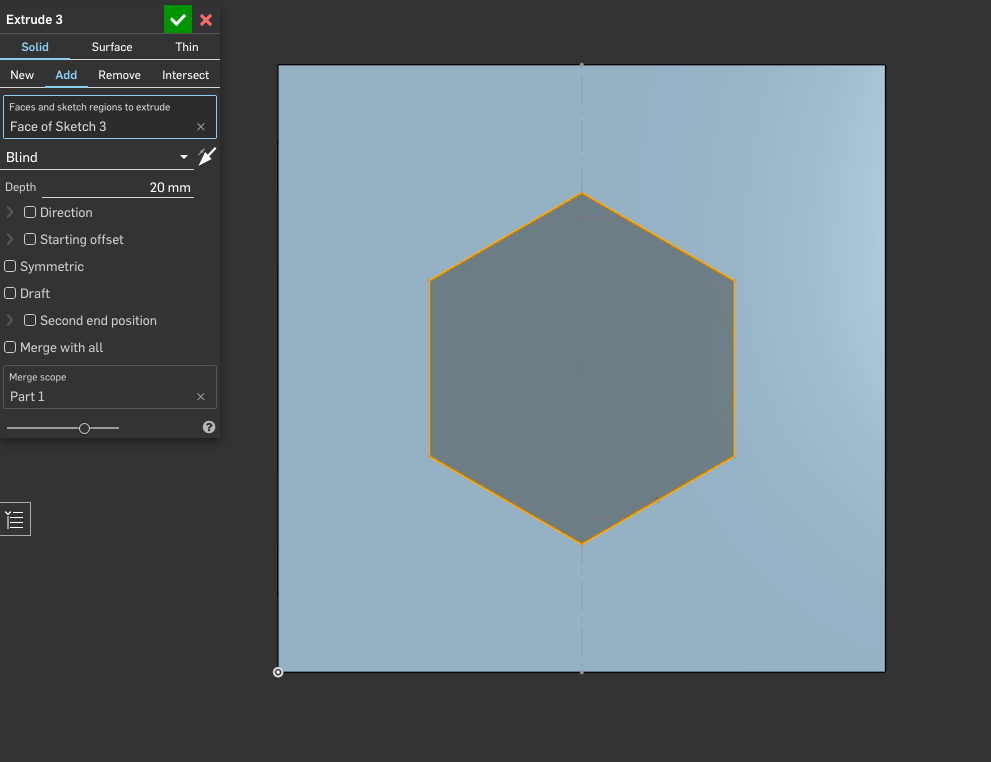 Extrude 3
Solid Surface Thin
New Add Remove Intersect
Faces and sketch regions to extrude
Face of Sketch 3
Blind
Depth 20 mm
Direction
Starting offset
Symmetric
Draft
Second end position
Merge with all
Merge scope
Part 1